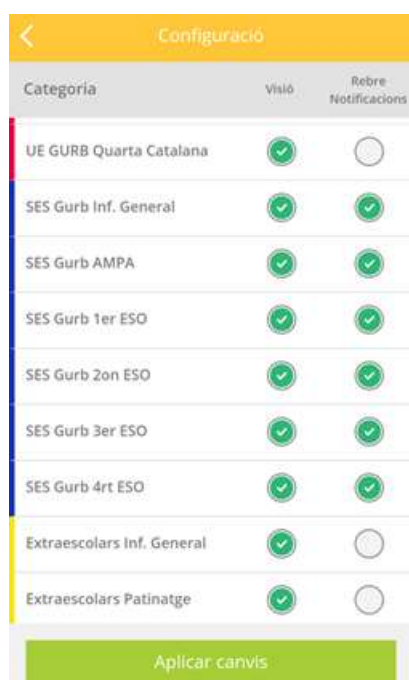 Configuració
Categoria Visió Rebre
Notificacions
UE GURB Quarta Catalana
SES Gurb Inf. General
SES Gurb AMPA
SES Gurb 1er ESO
SES Gurb 2on ESO
SES Gurb 3er ESO
SES Gurb 4rt ESO
Extraescolars Inf. General
Extraescolars Patinatge
Aplicar canvis